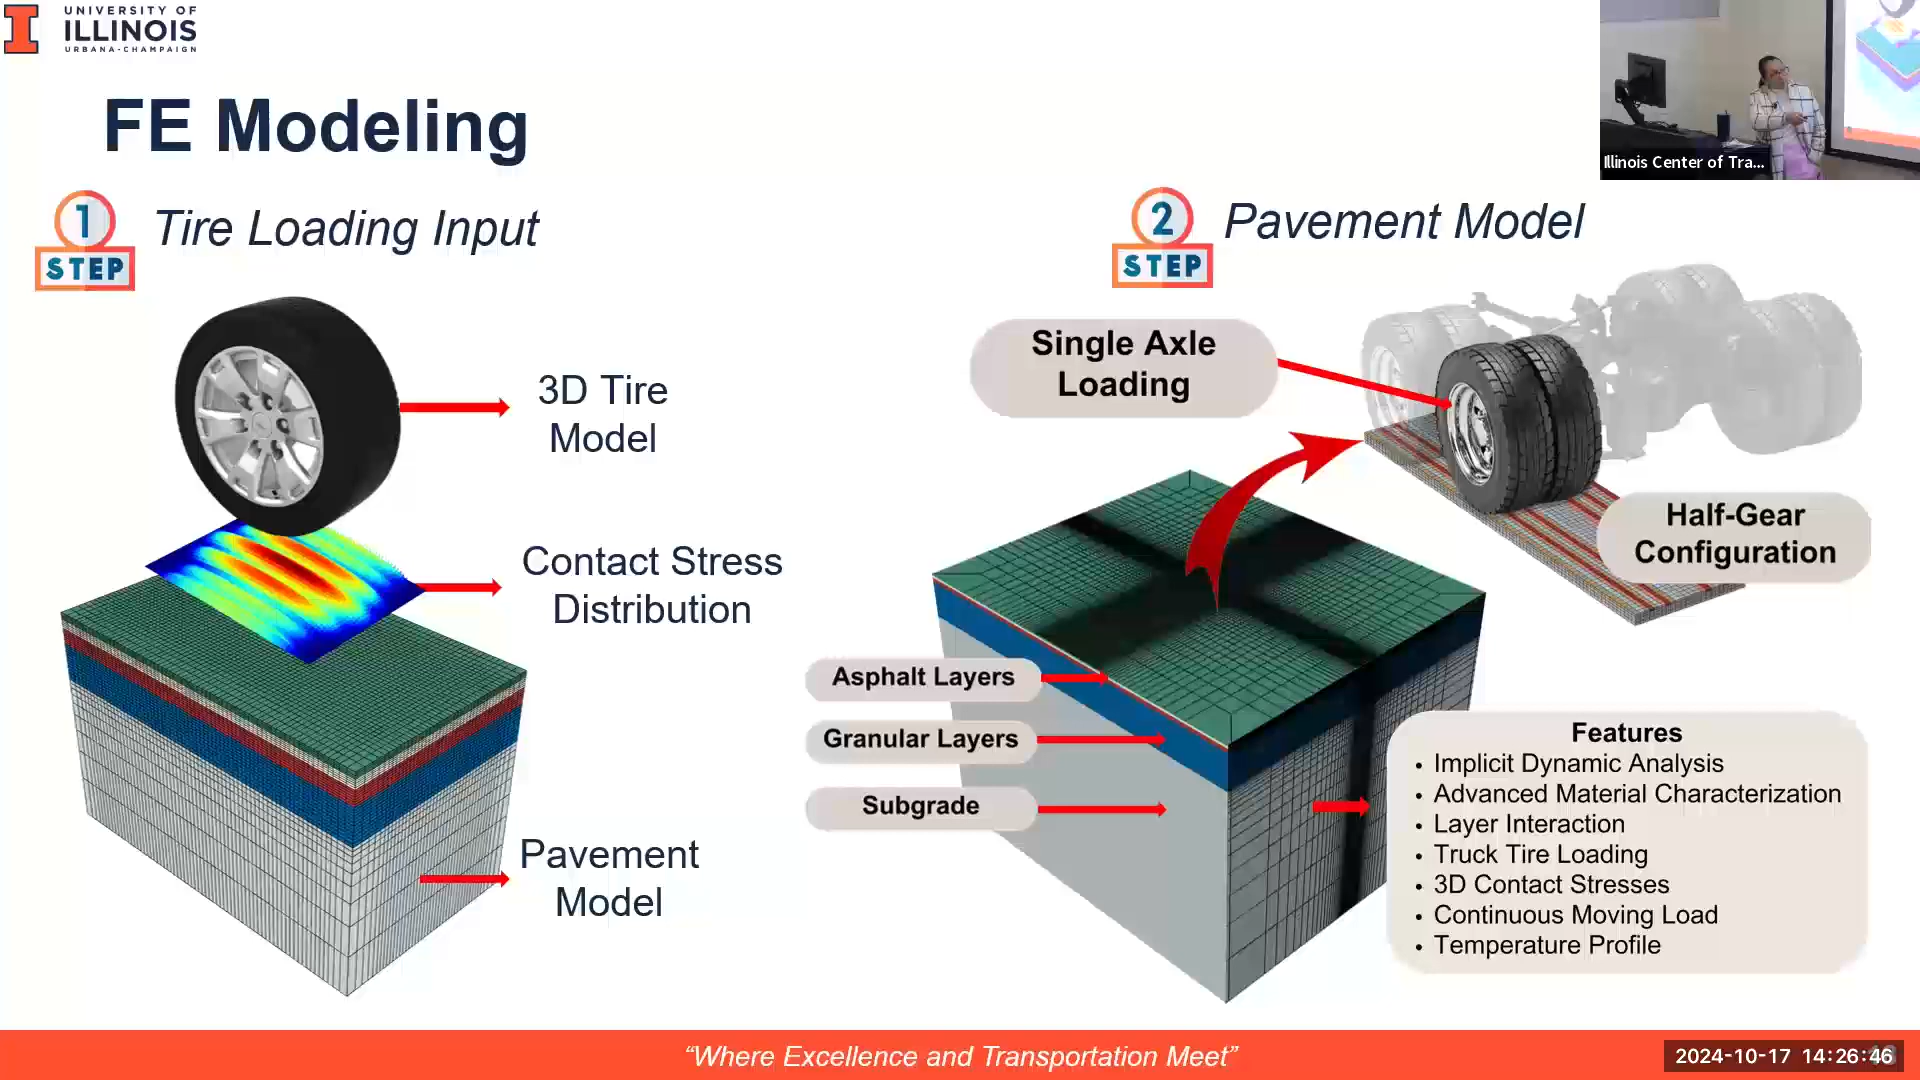 UNIVERSITY OF
ILLINOIS
URBANA-CHAMPAIGN
Illinois Center of Tra...
FE Modeling
1
STEP
Tire Loading Input
3D Tire
Model
Contact Stress
Distribution
Pavement
Model
2
STEP
Pavement Model
Single Axle
Loading
Half-Gear
Configuration
Asphalt Layers
Granular Layers
Subgrade
Features
• Implicit Dynamic Analysis
• Advanced Material Characterization
• Layer Interaction
• Truck Tire Loading
• 3D Contact Stresses
• Continuous Moving Load
• Temperature Profile
“Where Excellence and Transportation Meet”
2024-10-17 14:26:46